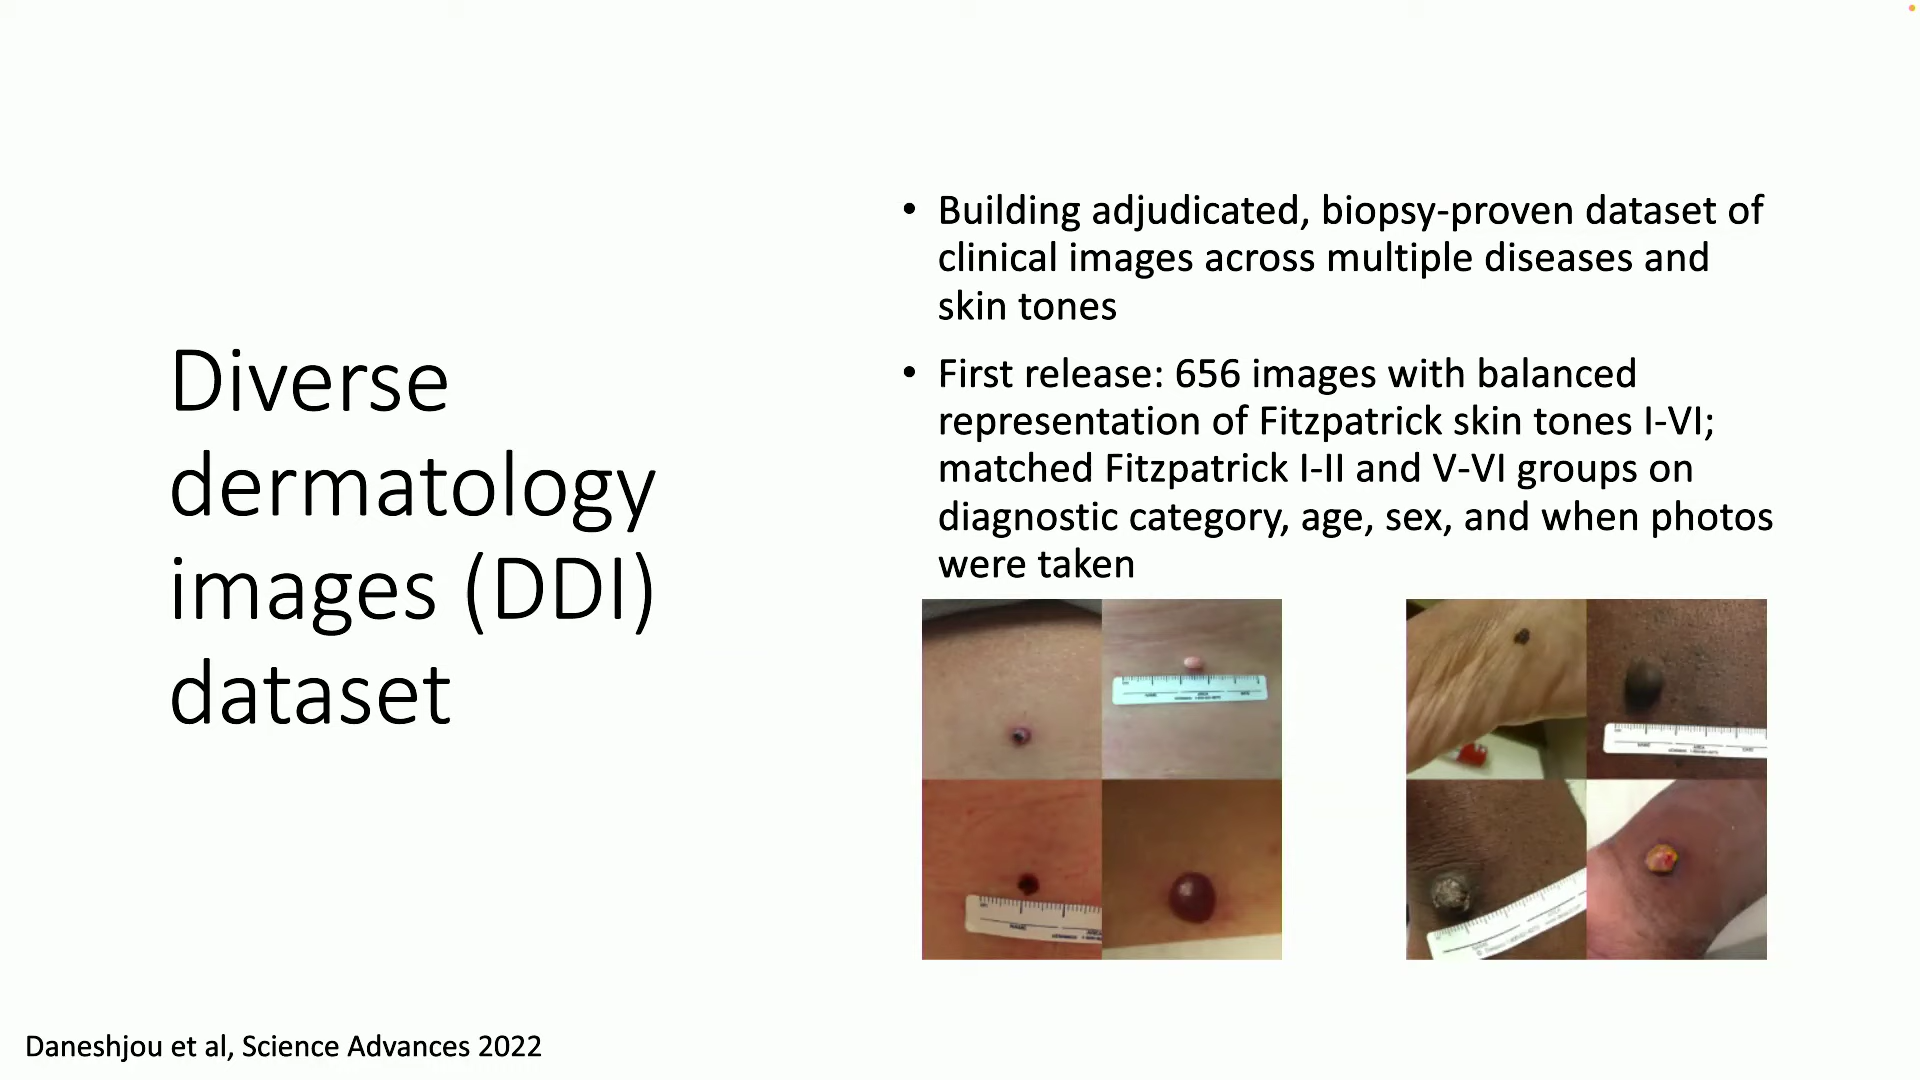 Diverse
dermatology
images (DDI)
dataset
• Building adjudicated, biopsy-proven dataset of
clinical images across multiple diseases and
skin tones
• First release: 656 images with balanced
representation of Fitzpatrick skin tones I-VI;
matched Fitzpatrick I-II and V-VI groups on
diagnostic category, age, sex, and when photos
were taken
Daneshjou et al, Science Advances 2022